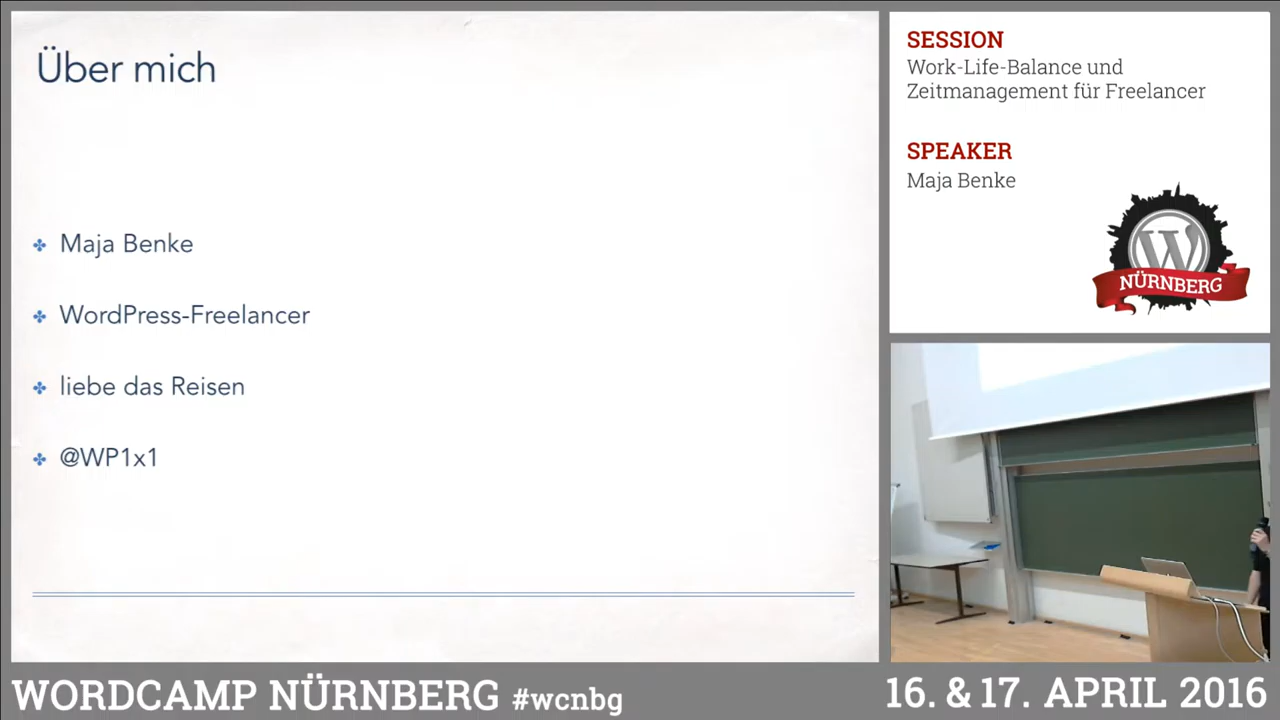 Über mich
Maja Benke
WordPress-Freelancer
liebe das Reisen
@WP1x1
SESSION
Work-Life-Balance und
Zeitmanagement für Freelancer
SPEAKER
Maja Benke
W
NÜRNBERG
WORDCAMP NÜRNBERG #wcnbg
16. & 17. APRIL 2016